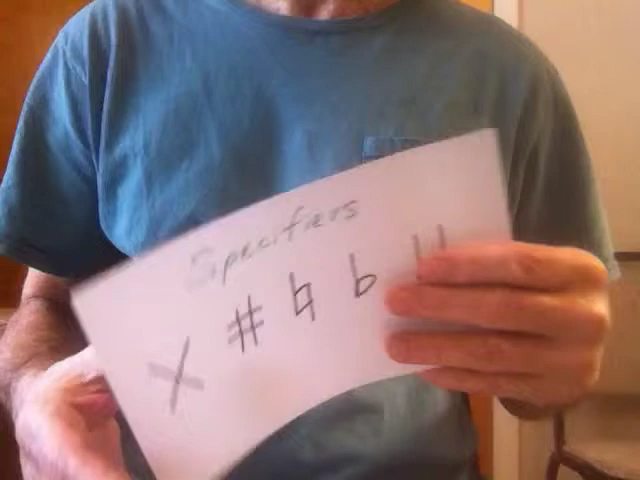 Specifiers
X # ♮ b